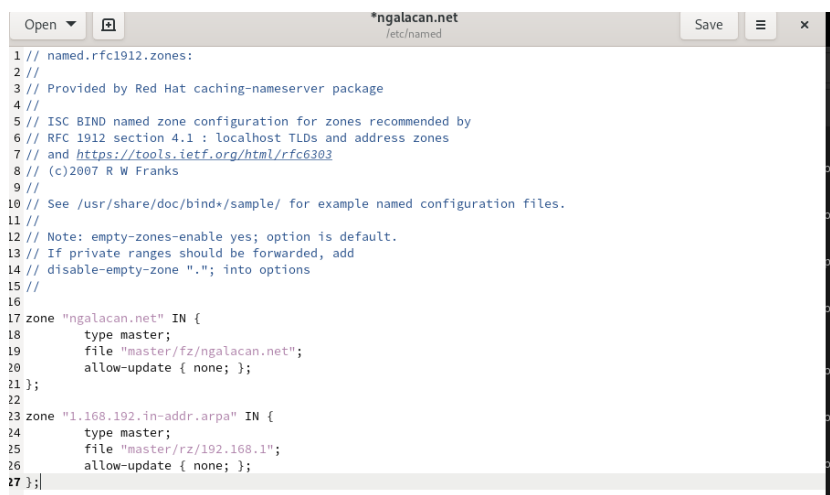 Open
*ngalacan.net
/etc/named
Save
1 // named.rfc1912.zones:
2 //
3 // Provided by Red Hat caching-nameserver package
4 //
5 // ISC BIND named zone configuration for zones recommended by
6 // RFC 1912 section 4.1 : localhost TLDs and address zones
7 // and https://tools.ietf.org/html/rfc6303
8 // (c)2007 R W Franks
9 //
10 // See /usr/share/doc/bind*/sample/ for example named configuration files.
11 //
12 // Note: empty-zones-enable yes; option is default.
13 // If private ranges should be forwarded, add
14 // disable-empty-zone "."; into options
15 //
16
17 zone "ngalacan.net" IN {
18         type master;
19         file "master/fz/ngalacan.net";
20         allow-update { none; };
21 };
22
23 zone "1.168.192.in-addr.arpa" IN {
24         type master;
25         file "master/rz/192.168.1";
26         allow-update { none; };
27 };